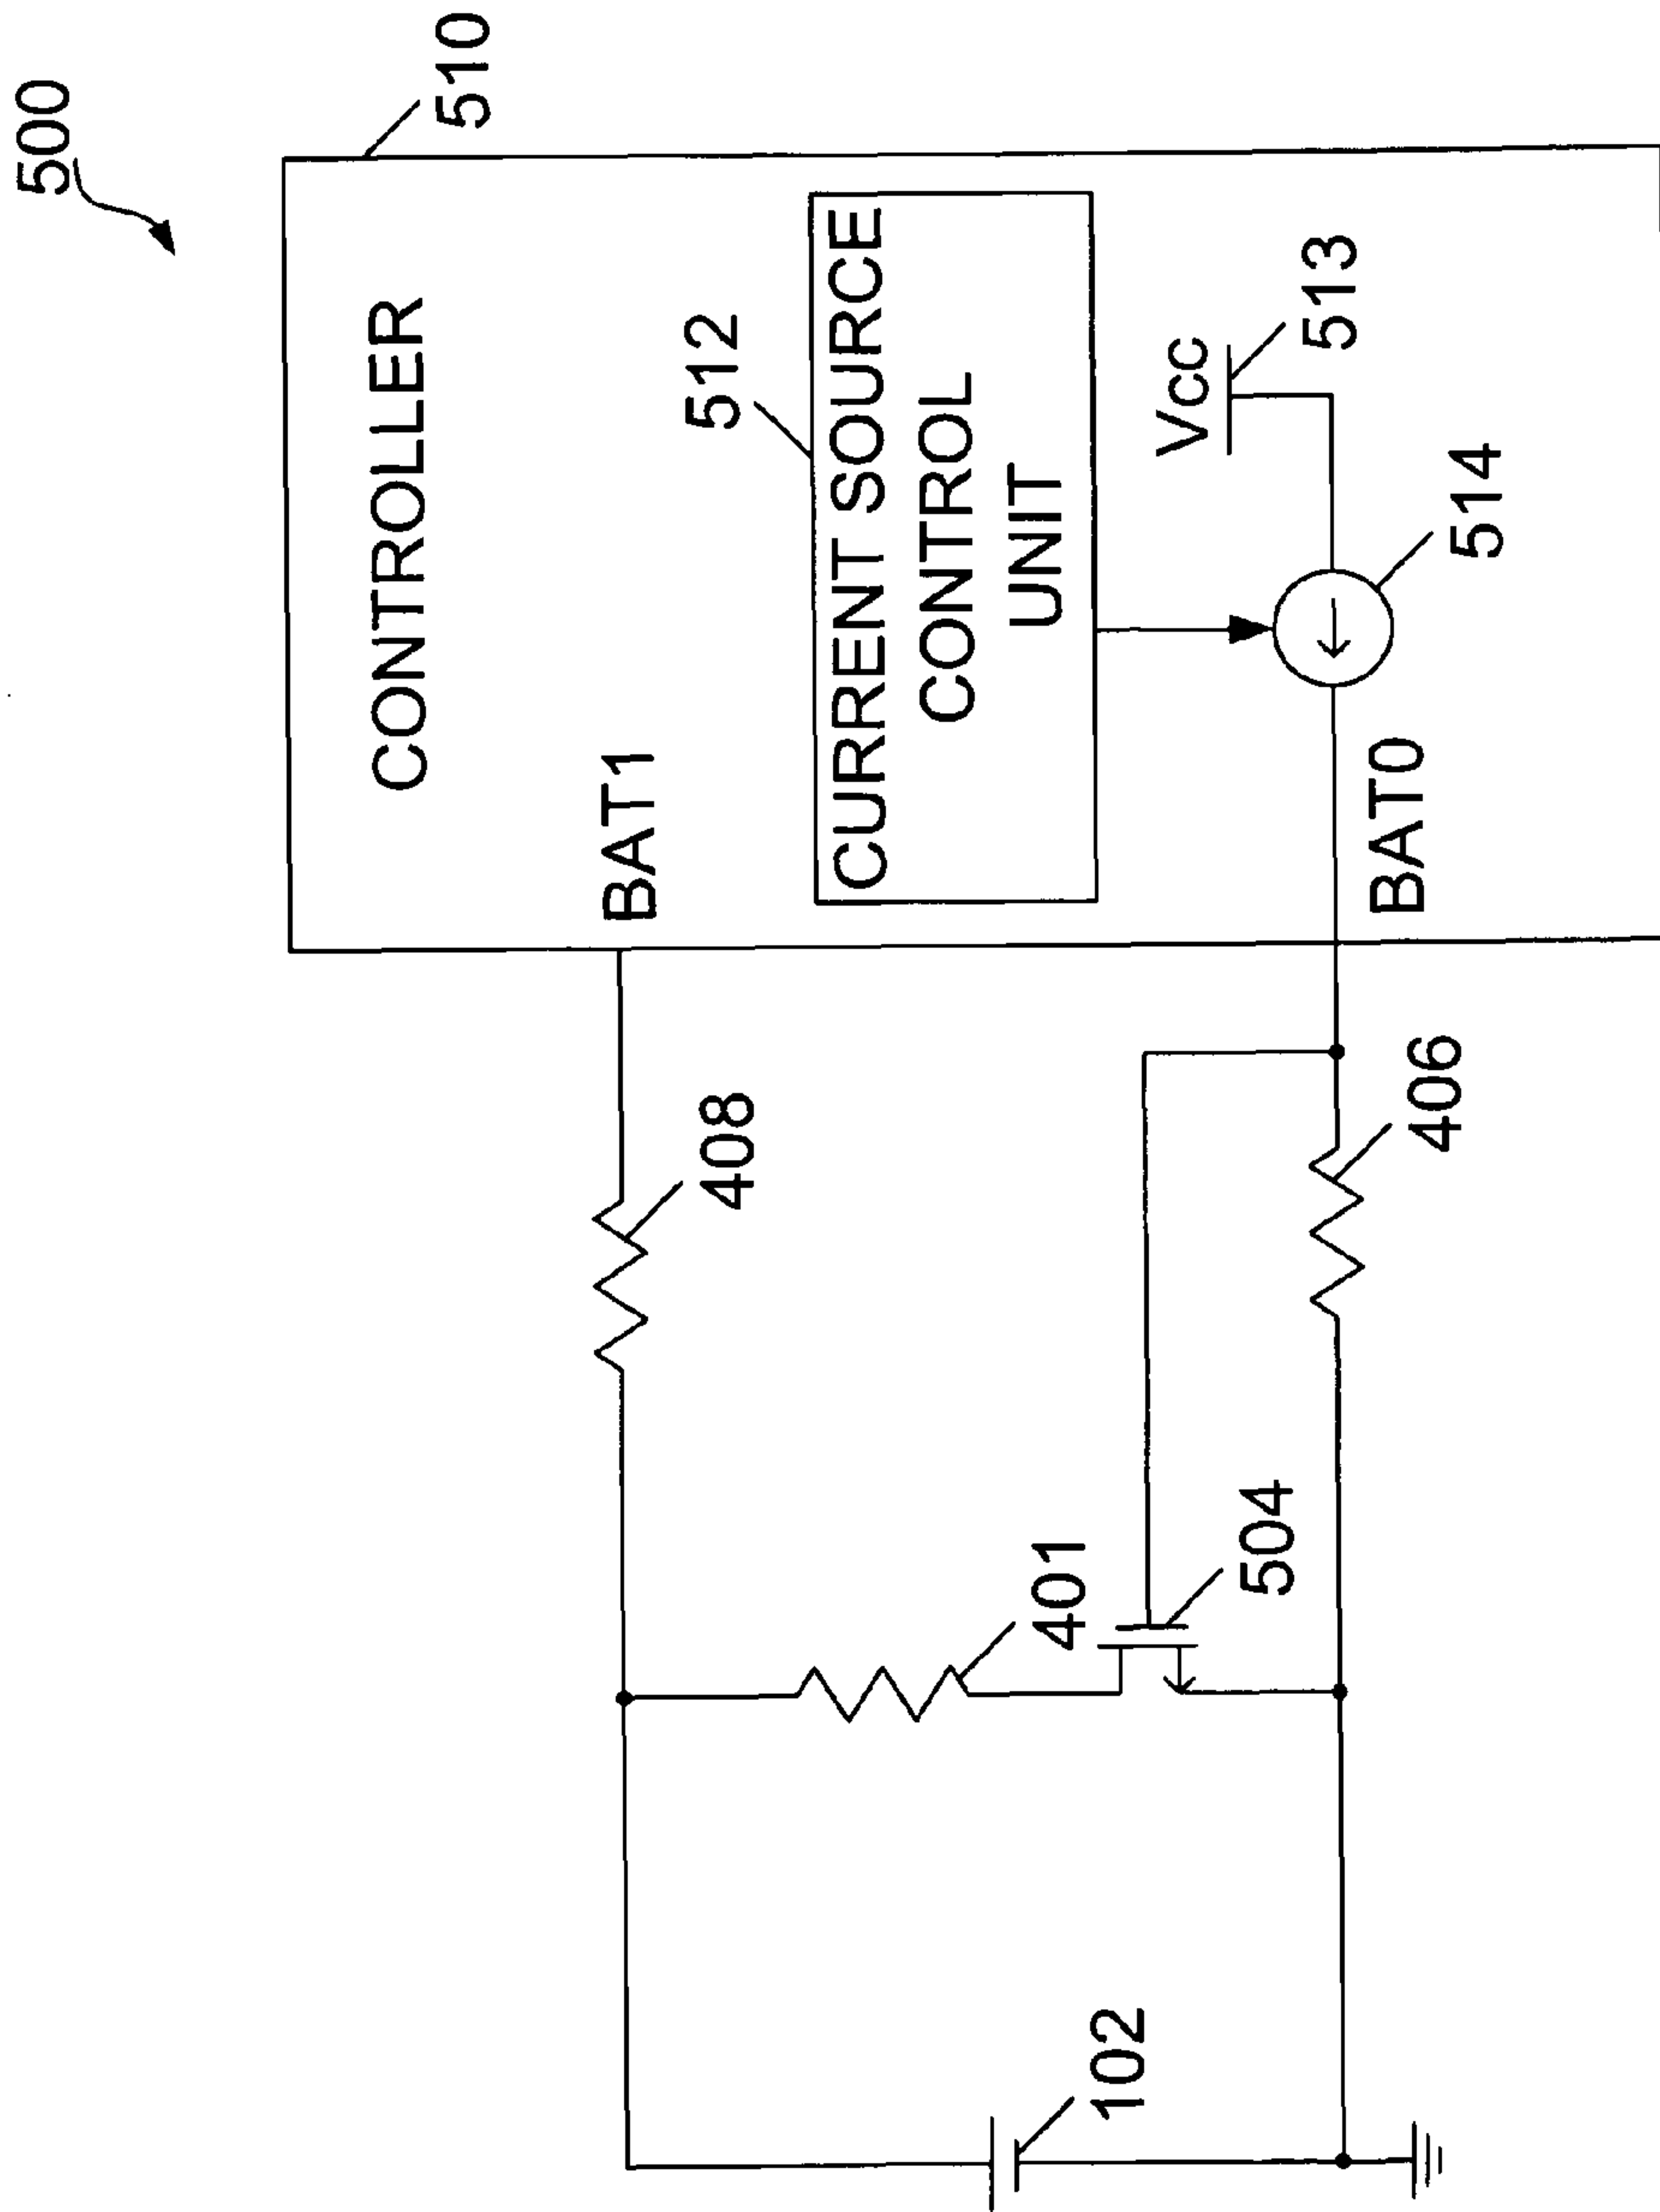 500
510
CONTROLLER
BAT1
512
CURRENT SOURCE
CONTROL
UNIT
Vcc
513
514
BAT0
408
406
401
504
102